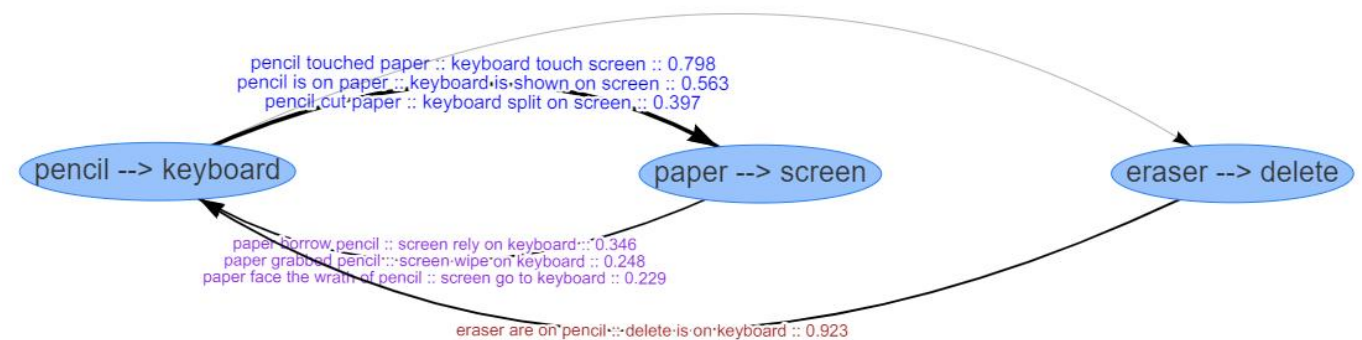 pencil touched paper :: keyboard touch screen :: 0.798
pencil is on paper :: keyboard is shown on screen :: 0.563
pencil cut paper :: keyboard split on screen :: 0.397
pencil --> keyboard
paper --> screen
eraser --> delete
paper borrow pencil :: screen rely on keyboard :: 0.346
paper grabbed pencil :: screen wipe on keyboard :: 0.248
paper face the wrath of pencil :: screen go to keyboard :: 0.229
eraser are on pencil :: delete is on keyboard :: 0.923